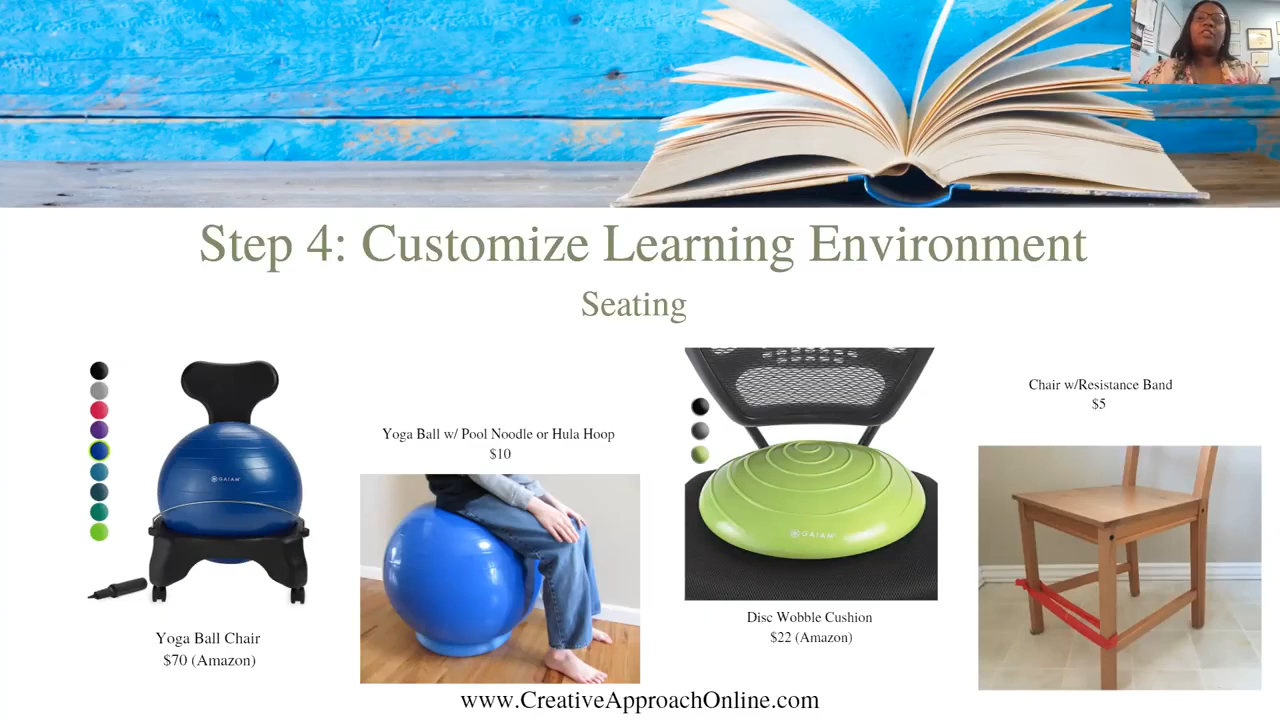 Step 4: Customize Learning Environment
Seating
GAIAM
Yoga Ball Chair
$70 (Amazon)
Yoga Ball w/ Pool Noodle or Hula Hoop
$10
GAIAM
Disc Wobble Cushion
$22 (Amazon)
Chair w/Resistance Band
$5
www.CreativeApproachOnline.com